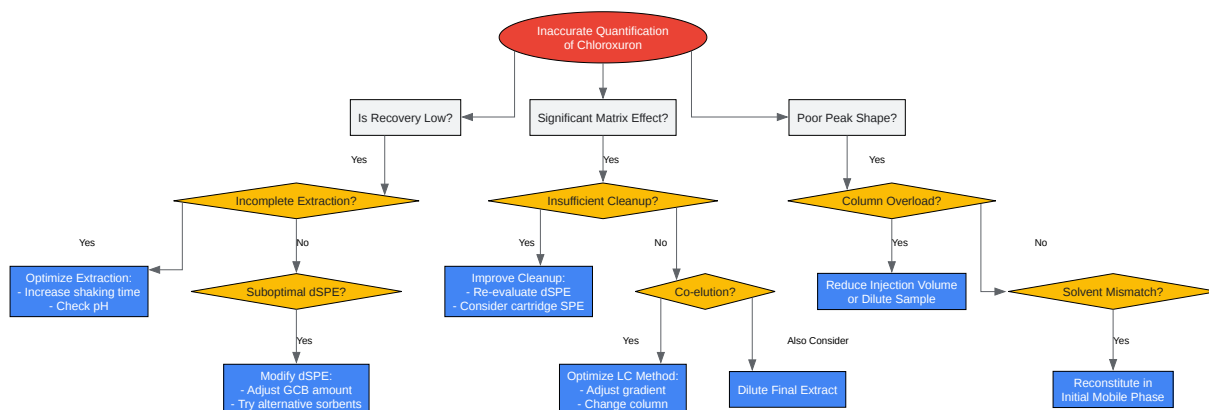 Inaccurate Quantification
of Chloroxuron
Is Recovery Low?
Significant Matrix Effect?
Poor Peak Shape?
Yes
Yes
Yes
Incomplete Extraction?
Insufficient Cleanup?
Column Overload?
Yes
No
Yes
No
Yes
No
Optimize Extraction:
- Increase shaking time
- Check pH
Suboptimal dSPE?
Improve Cleanup:
- Re-evaluate dSPE
- Consider cartridge SPE
Co-elution?
Reduce Injection Volume
or Dilute Sample
Solvent Mismatch?
Yes
Yes
Also Consider
Yes
Modify dSPE:
- Adjust GCB amount
- Try alternative sorbents
Optimize LC Method:
- Adjust gradient
- Change column
Dilute Final Extract
Reconstitute in
Initial Mobile Phase